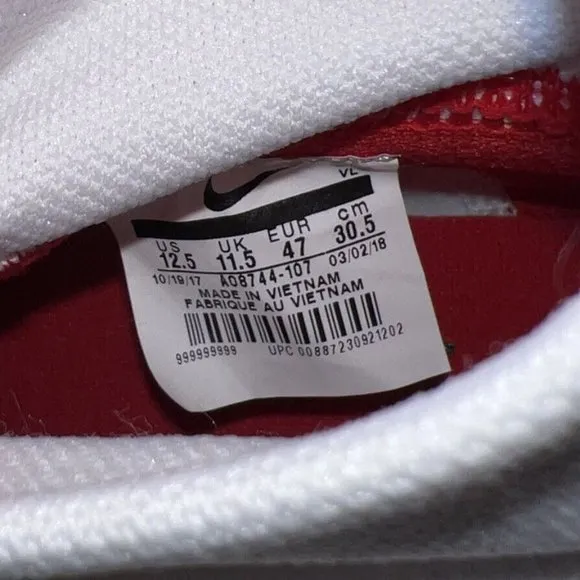 VL
US UK EUR cm
12.5 11.5 47 30.5
10/19/17 AO8744-107 03/02/18
MADE IN VIETNAM
FABRIQUE AU VIETNAM
999999999 UPC 00887230921202